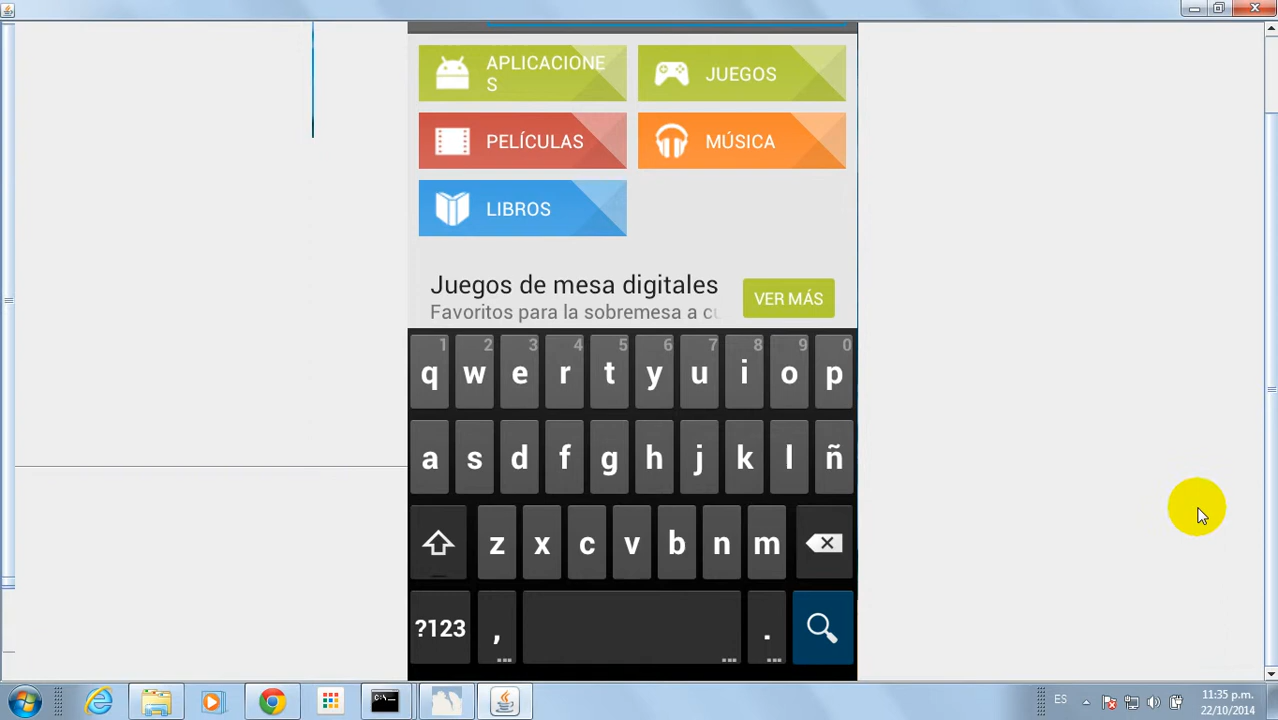 APLICACIONE
S
JUEGOS
PELÍCULAS
MÚSICA
LIBROS
Juegos de mesa digitales
Favoritos para la sobremesa a
VER MÁS
1 2 3 4 5 6 7 8 9 0
q w e r t y u i o p
a s d f g h j k l ñ
z x c v b n m
?123 , ... ... . ...
ES
11:35 p.m.
22/10/2014